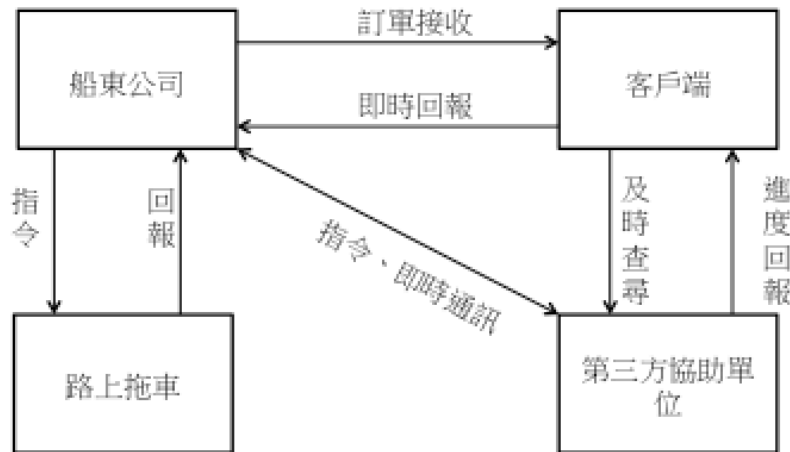 訂單接收
船東公司
客戶端
即時回報
指令
回報
指令、即時通訊
及時查尋
進度回報
路上拖車
第三方協助單
位